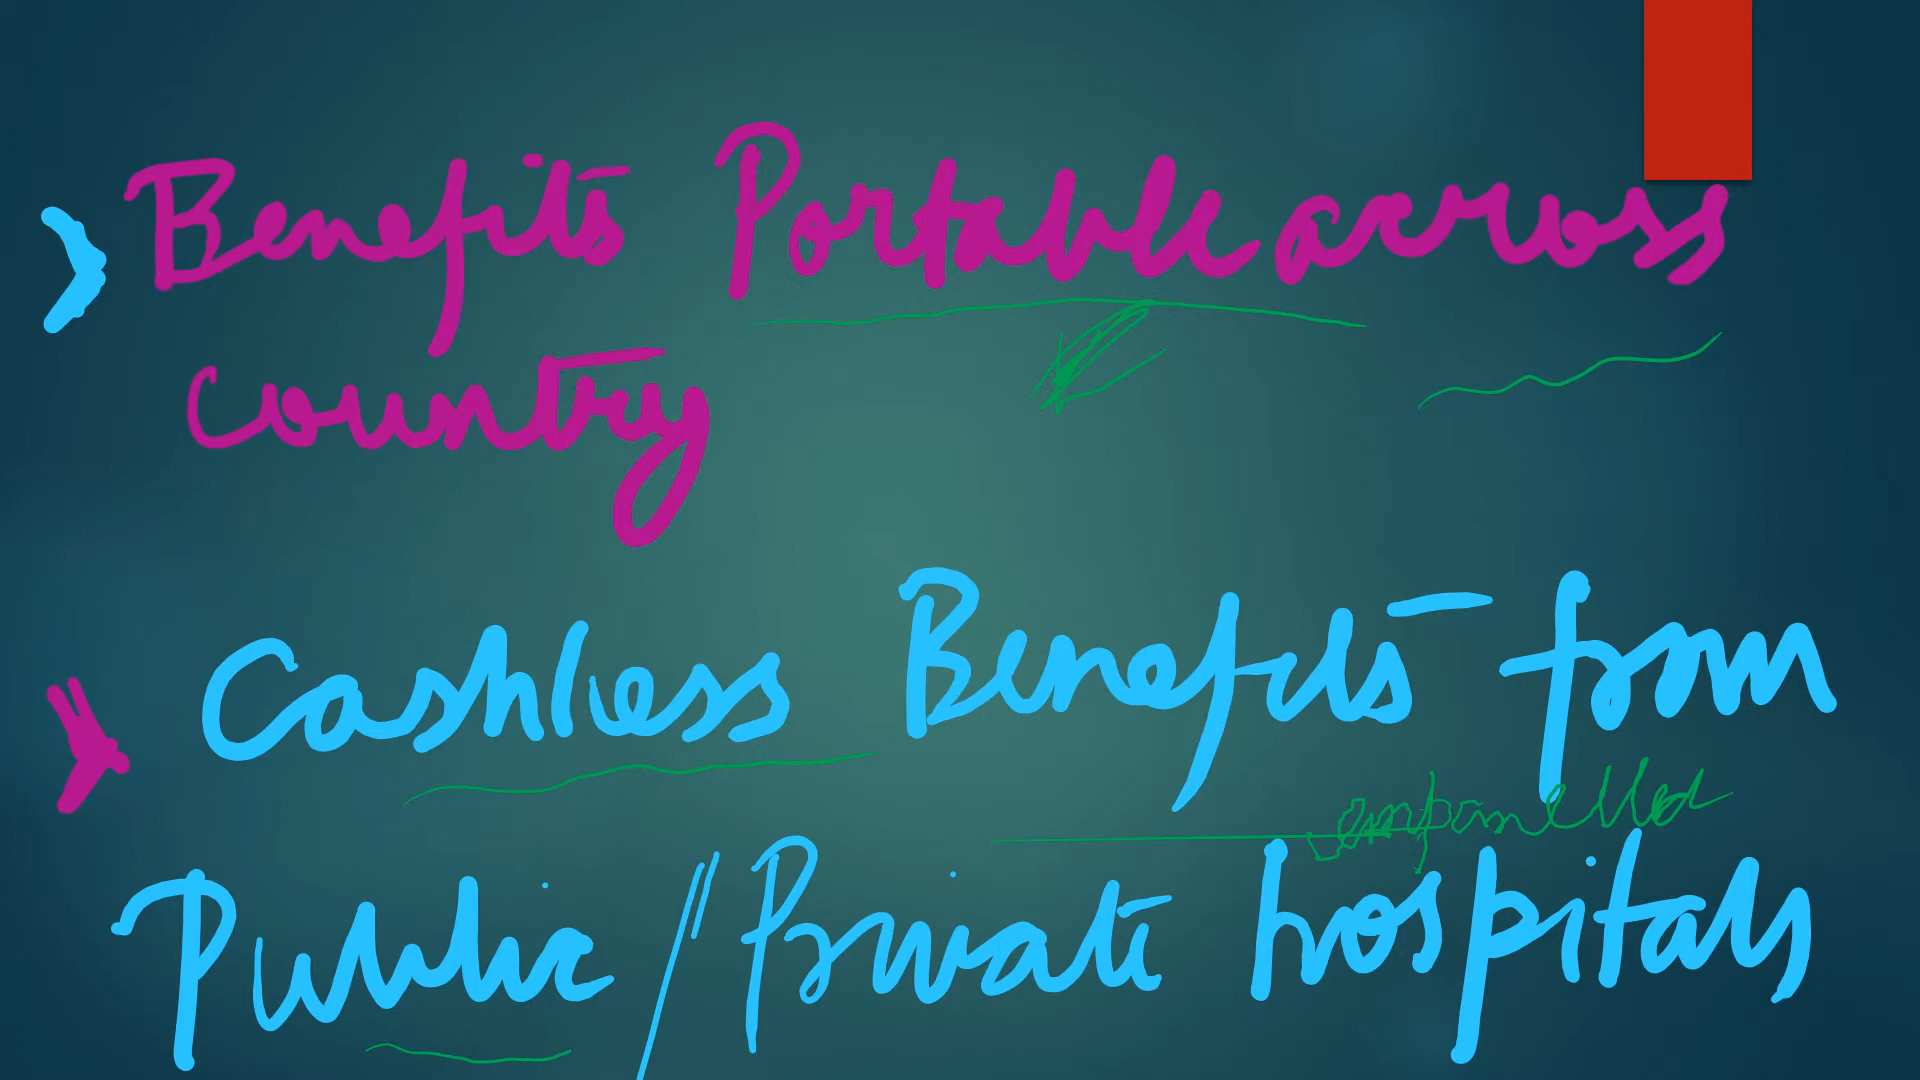 Benefits Portable across
country
Cashless Benefits from
empanelled
Public / Private hospitals